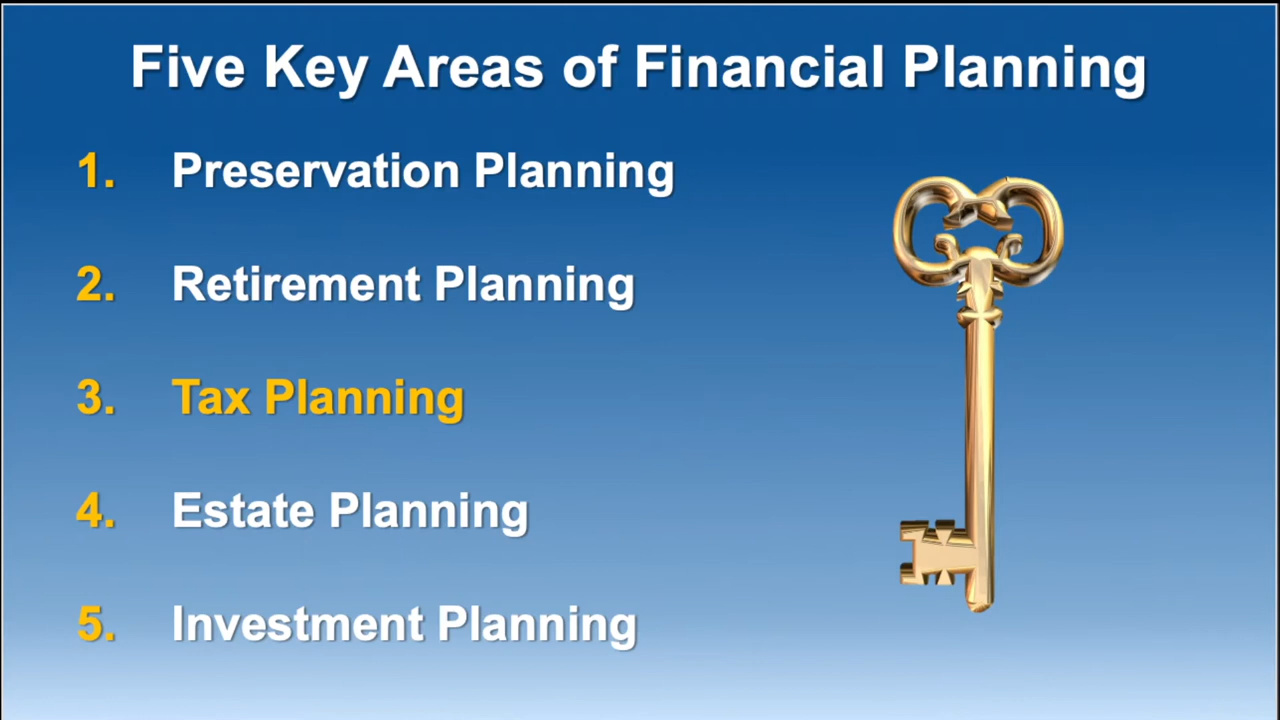 Five Key Areas of Financial Planning
1. Preservation Planning
2. Retirement Planning
3. Tax Planning
4. Estate Planning
5. Investment Planning